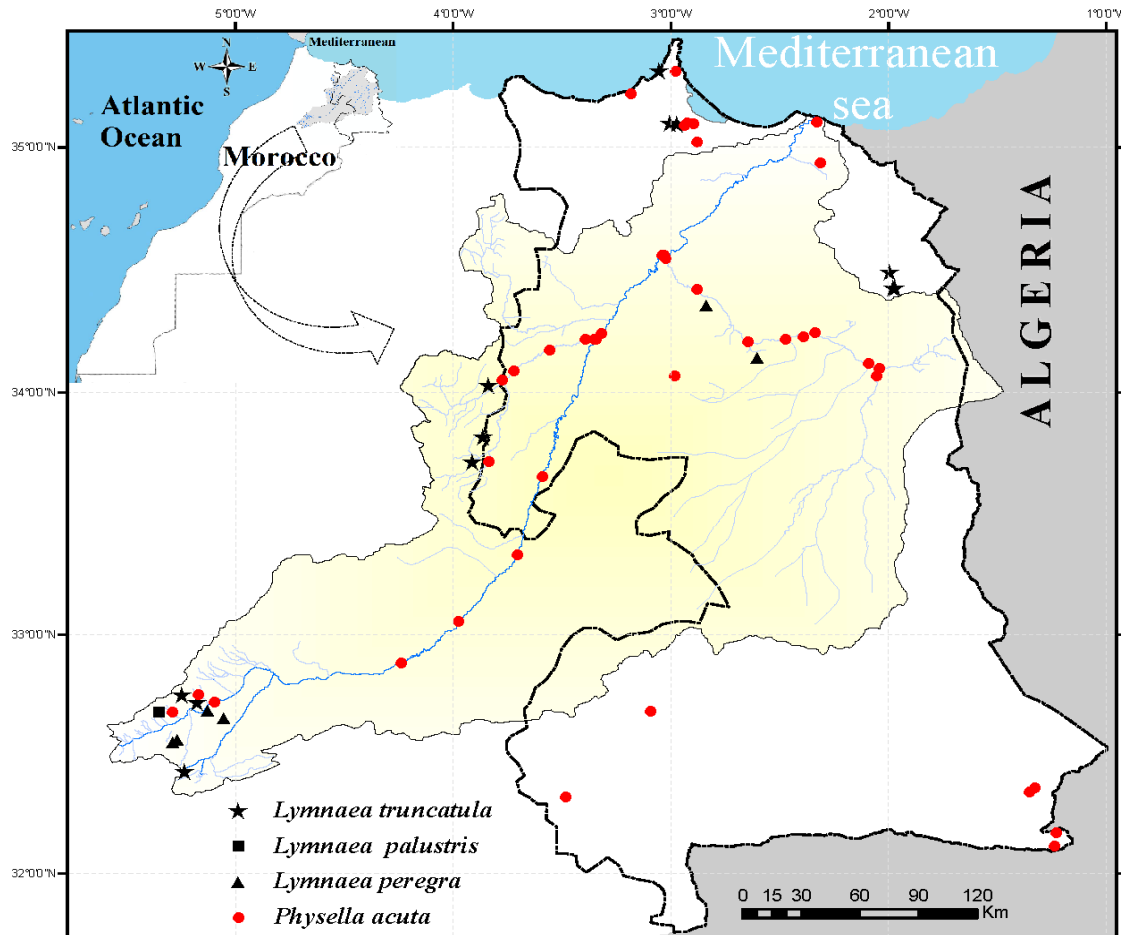 5°0'0"W 4°0'0"W 3°0'0"W 2°0'0"W 1°0'0"W
Mediterranean
N
W E
S
Mediterranean
sea
Atlantic
Ocean
Morocco
35°0'0"N
34°0'0"N
33°0'0"N
32°0'0"N
ALGERIA
Lymnaea truncatula
Lymnaea palustris
Lymnaea peregra
Physella acuta
0 15 30 60 90 120
Km